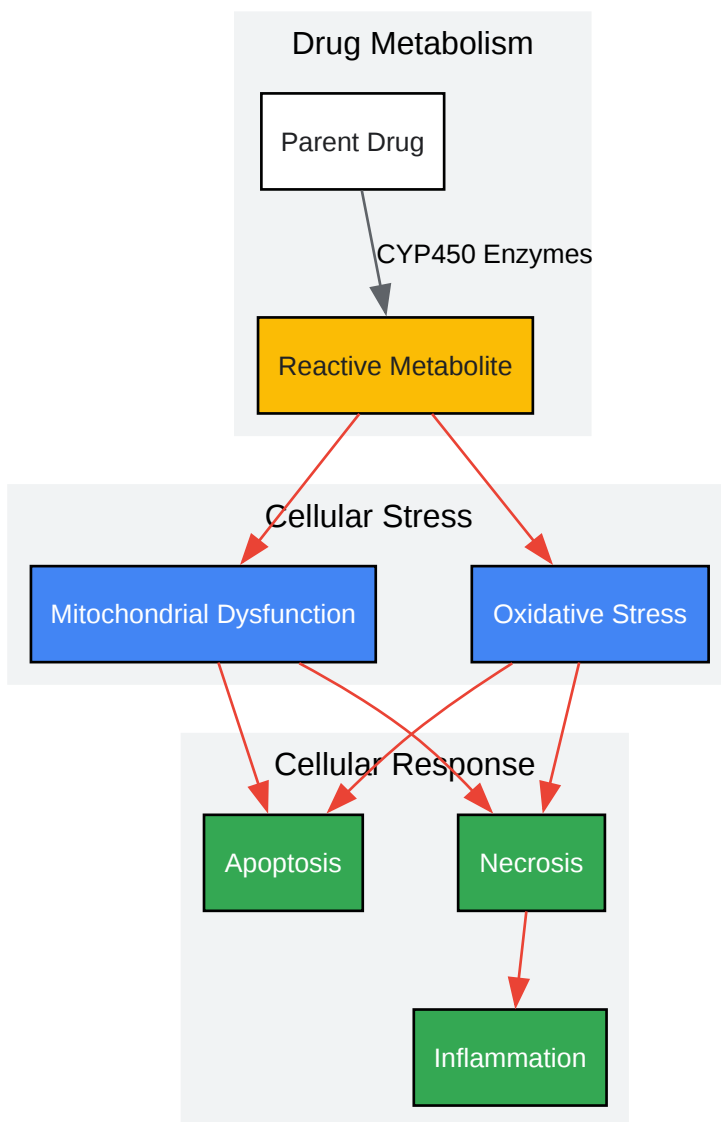 Drug Metabolism
Parent Drug
CYP450 Enzymes
Reactive Metabolite
Cellular Stress
Mitochondrial Dysfunction
Oxidative Stress
Cellular Response
Apoptosis
Necrosis
Inflammation